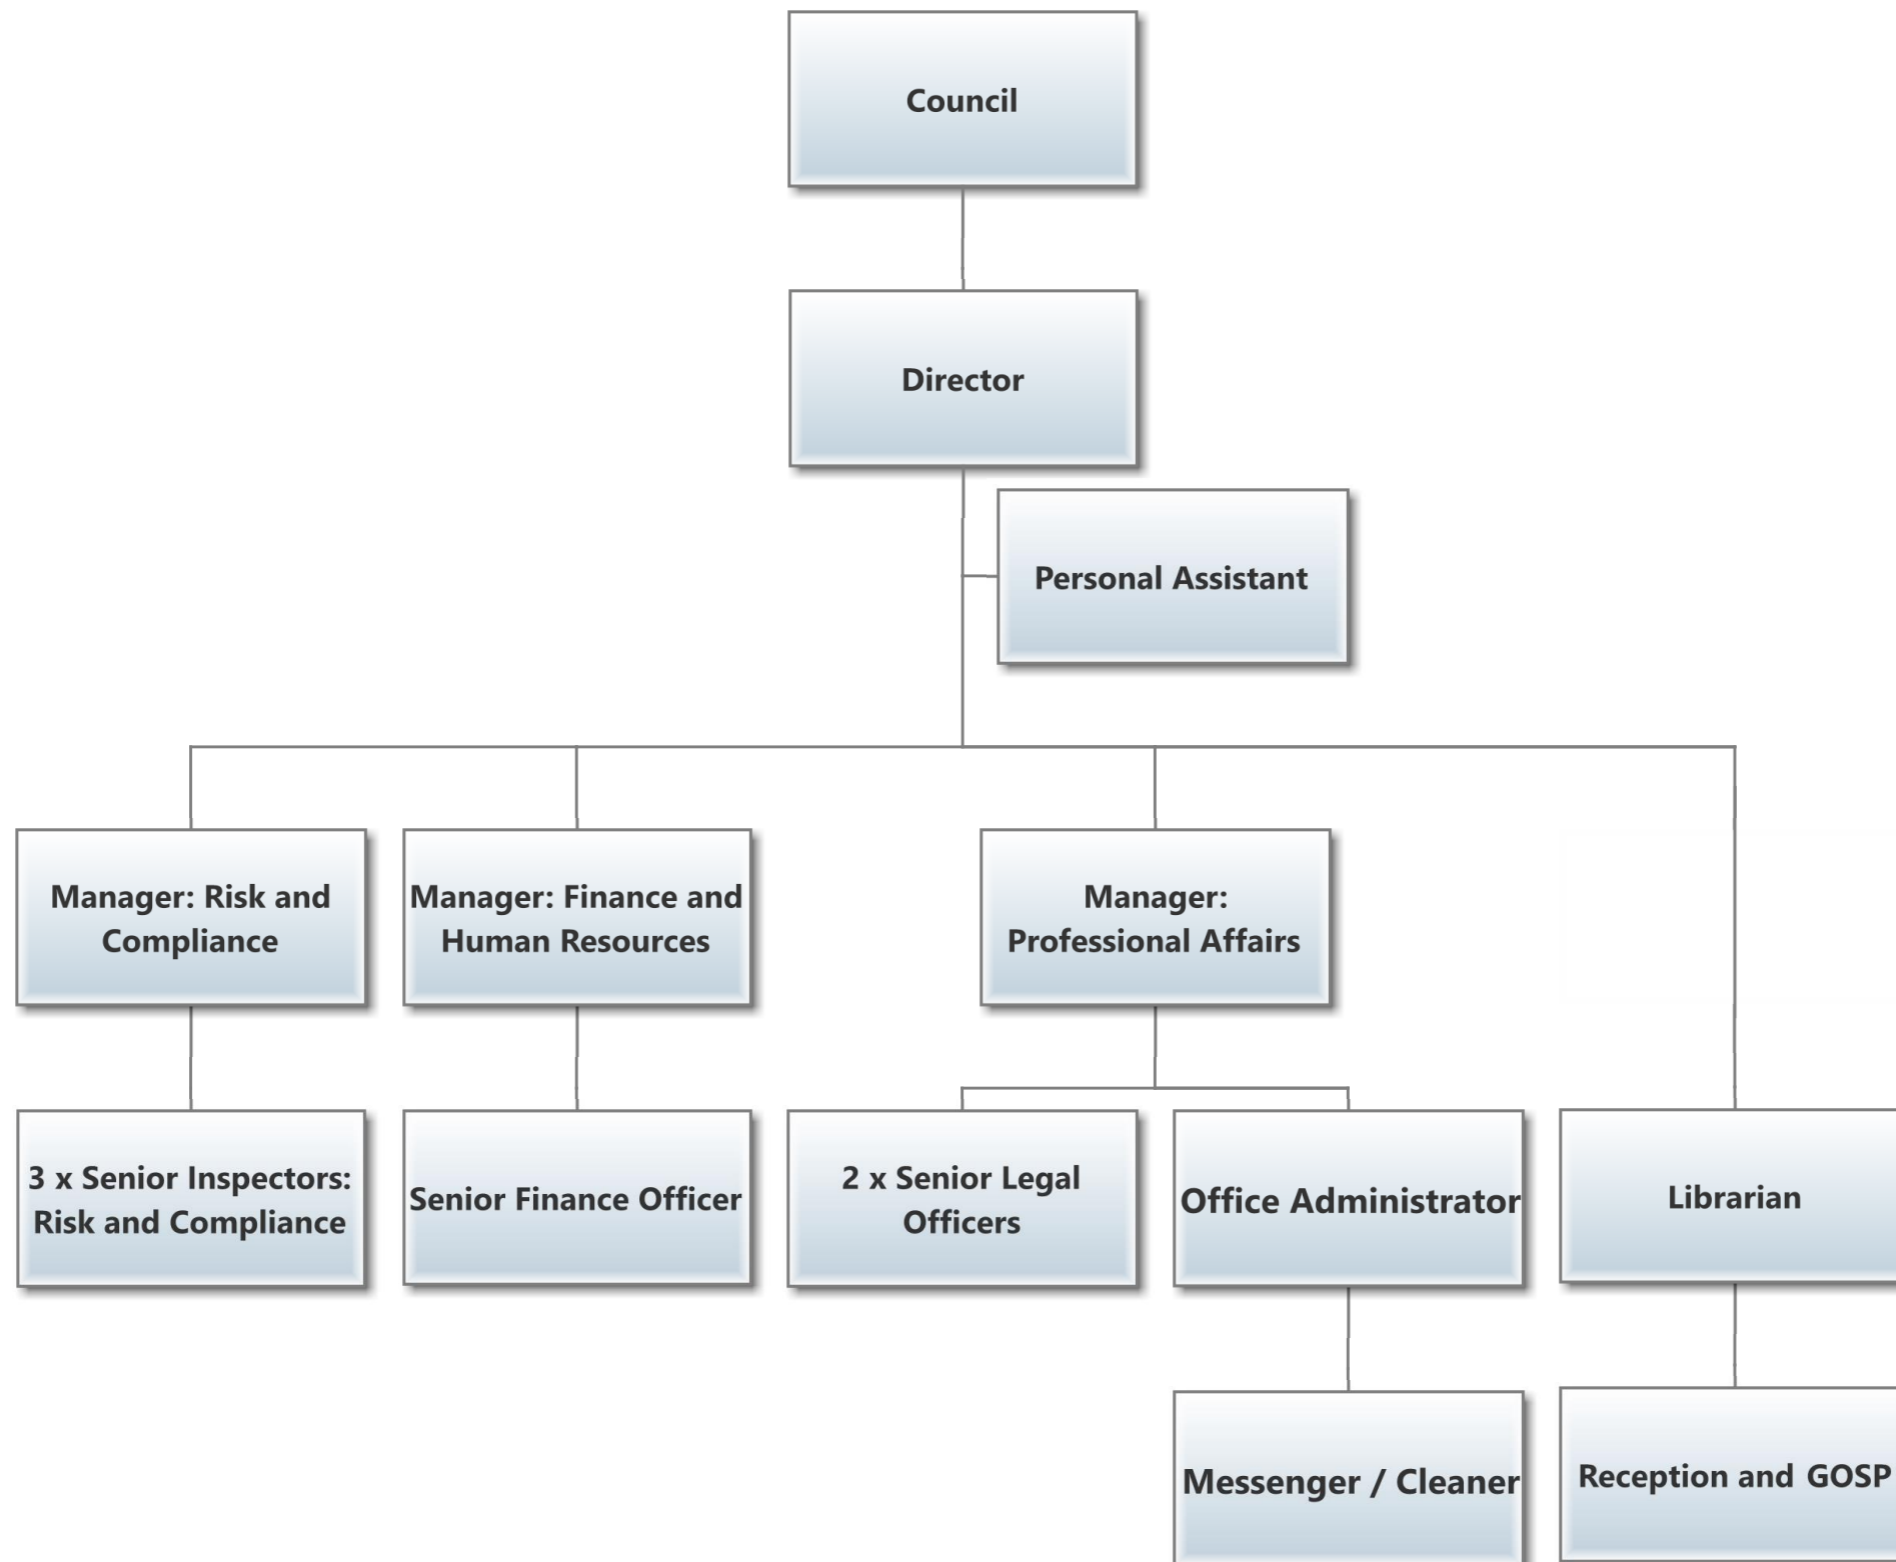 Council
Director
Personal Assistant
Manager: Risk and
Compliance
Manager: Finance and
Human Resources
Manager:
Professional Affairs
3 x Senior Inspectors:
Risk and Compliance
Senior Finance Officer
2 x Senior Legal
Officers
Office Administrator
Librarian
Messenger / Cleaner
Reception and GOSP